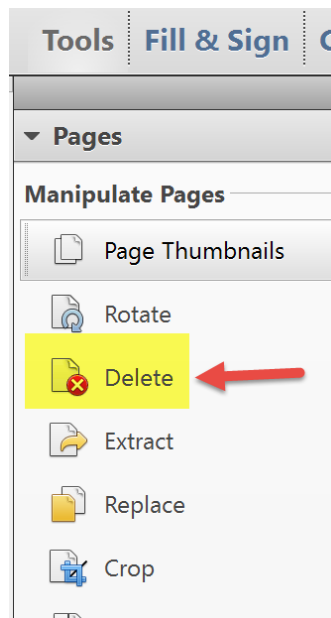 Tools Fill & Sign
Pages
Manipulate Pages
Page Thumbnails
Rotate
Delete
Extract
Replace
Crop